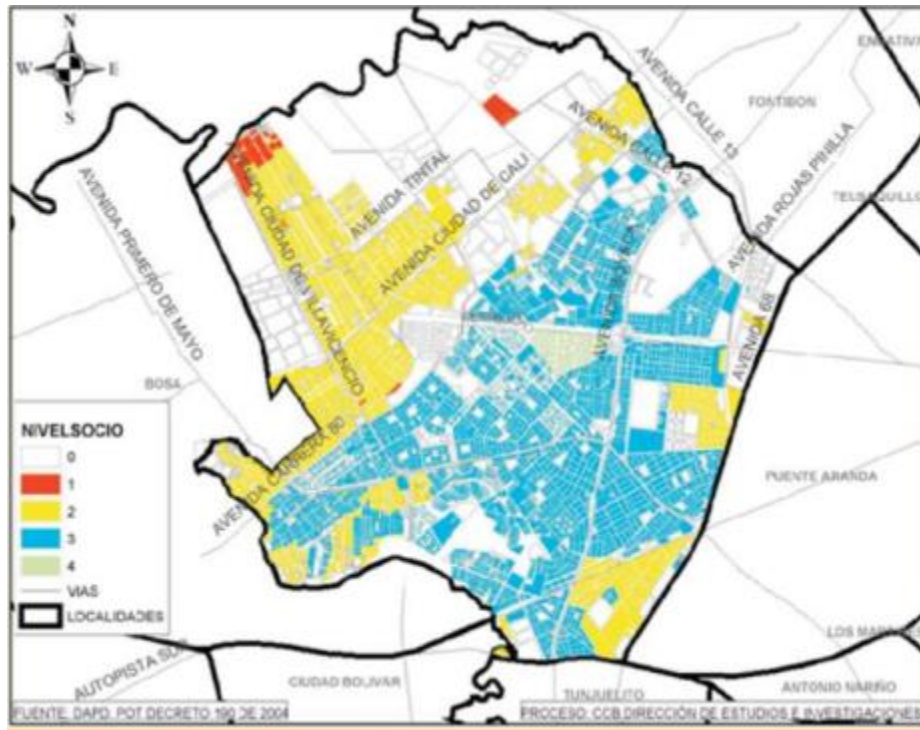 N
W E
S
ENGATIVA
AVENIDA CALLE 13
FONTIBON
AVENIDA CALLE 12
AVENIDA ROJAS PINILLA
TEUSAQUILLO
AVENIDA TINTAL
AVENIDA CIUDAD DE CALI
AVENIDA CIUDAD DE VILLAVICENCIO
AVENIDA PRIMERO DE MAYO
AVENIDA 68
BOSA
AVENIDA CARRERA 80
PUENTE ARANDA
NIVELSOCIO
0
1
2
3
4
VIAS
LOCALIDADES
AUTOPISTA SUR
CIUDAD BOLIVAR
TUNJUELITO
ANTONIO NARIÑO
FUENTE: DAPD. POT DECRETO 190 DE 2004
PROCESO: CCB.DIRECCIÓN DE ESTUDIOS E INVESTIGACIONES